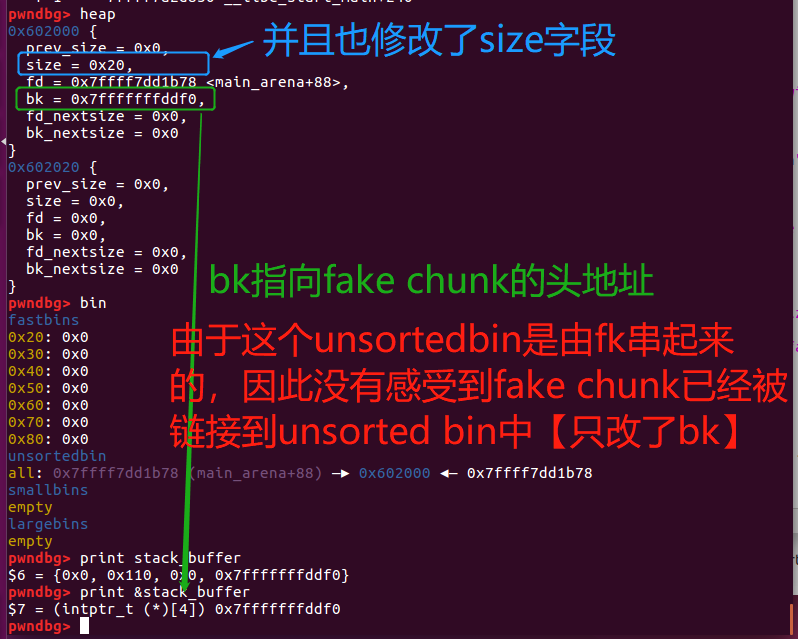 pwndbg> heap
0x602000 {
并且也修改了size字段
prev_size = 0x0,
size = 0x20,
fd = 0x7ffff7dd1b78 <main_arena+88>,
bk = 0x7fffffffddf0,
fd_nextsize = 0x0,
bk_nextsize = 0x0
}
0x602020 {
prev_size = 0x0,
size = 0x0,
fd = 0x0,
bk = 0x0,
fd_nextsize = 0x0,
bk_nextsize = 0x0
}
bk指向fake chunk的头地址
pwndbg> bin
fastbins
0x20: 0x0
0x30: 0x0
0x40: 0x0
0x50: 0x0
0x60: 0x0
0x70: 0x0
0x80: 0x0
由于这个unsortedbin是由fk串起来
的，因此没有感受到fake chunk已经被
链接到unsorted bin中【只改了bk】
unsortedbin
all: 0x7ffff7dd1b78 (main_arena+88) —▸ 0x602000 ◂— 0x7ffff7dd1b78
smallbins
empty
largebins
empty
pwndbg> print stack_buffer
$6 = {0x0, 0x110, 0x0, 0x7fffffffddf0}
pwndbg> print &stack_buffer
$7 = (intptr_t (*)[4]) 0x7fffffffddf0
pwndbg>